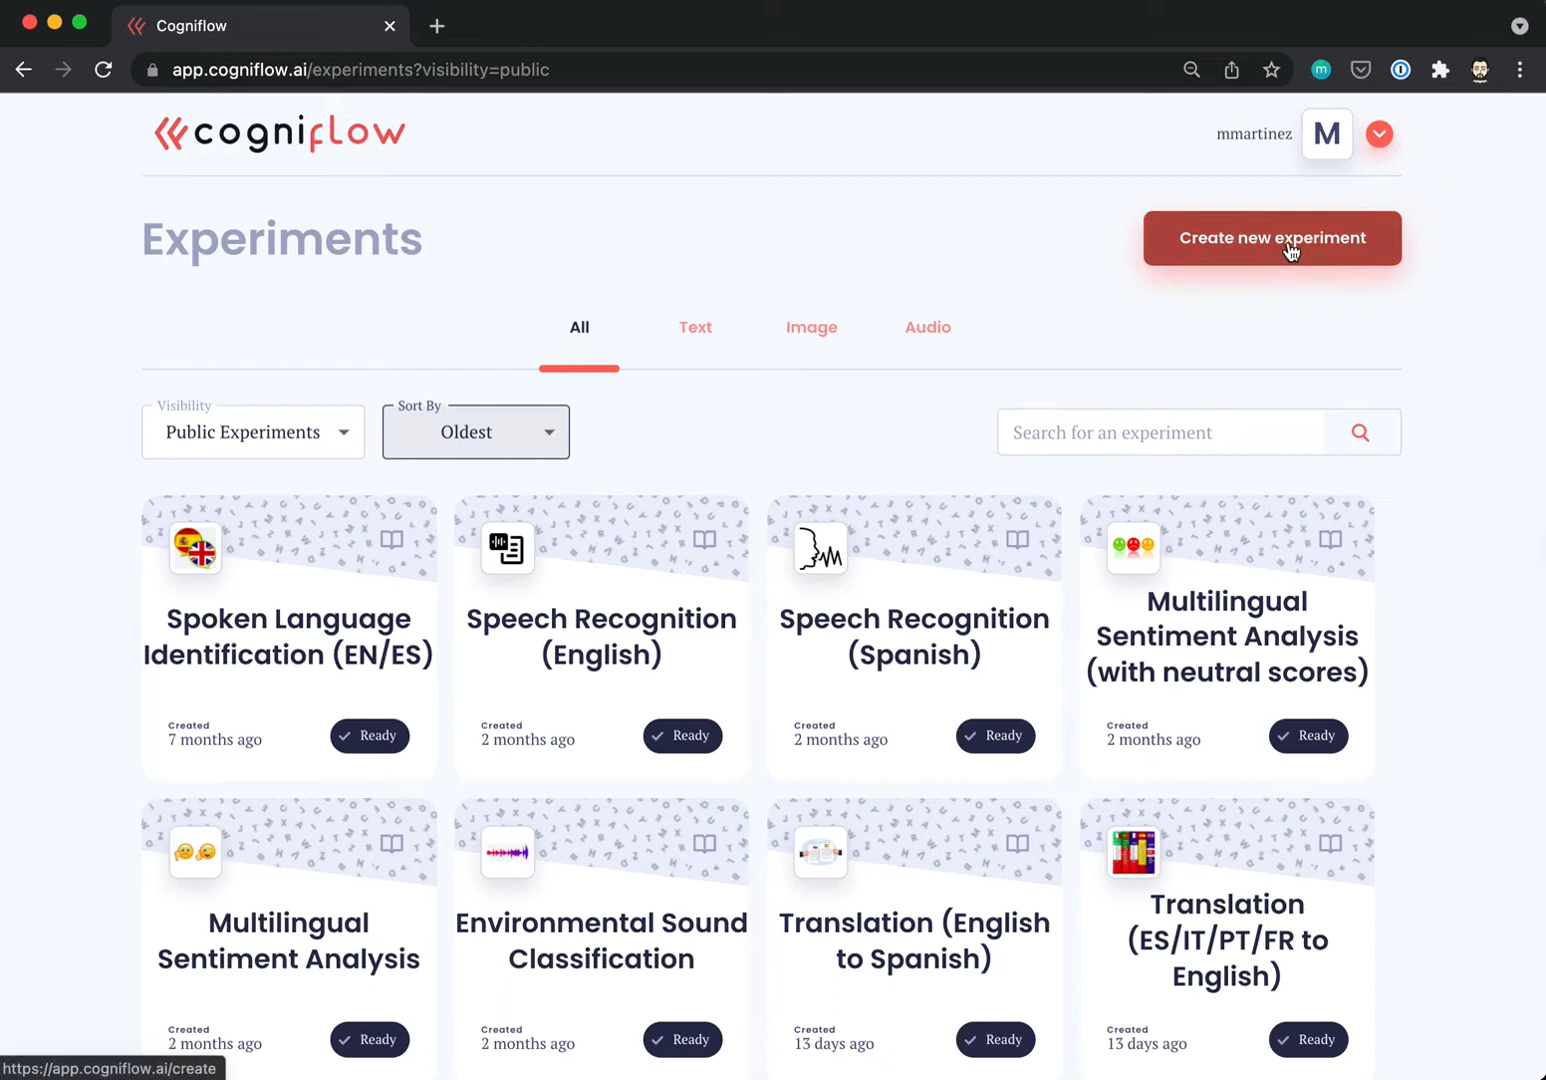 Cogniflow
app.cogniflow.ai/experiments?visibility=public
m
cogniflow
mmartinez
M
Experiments
Create new experiment
All
Text
Image
Audio
Visibility
Public Experiments
Sort By
Oldest
Search for an experiment
Spoken Language
Identification (EN/ES)
Created
7 months ago
Ready
Speech Recognition
(English)
Created
2 months ago
Ready
Speech Recognition
(Spanish)
Created
2 months ago
Ready
Multilingual
Sentiment Analysis
(with neutral scores)
Created
2 months ago
Ready
Multilingual
Sentiment Analysis
Created
2 months ago
Ready
Environmental Sound
Classification
Created
2 months ago
Ready
Translation (English
to Spanish)
Created
13 days ago
Ready
Translation
(ES/IT/PT/FR to
English)
Created
13 days ago
Ready
https://app.cogniflow.ai/create